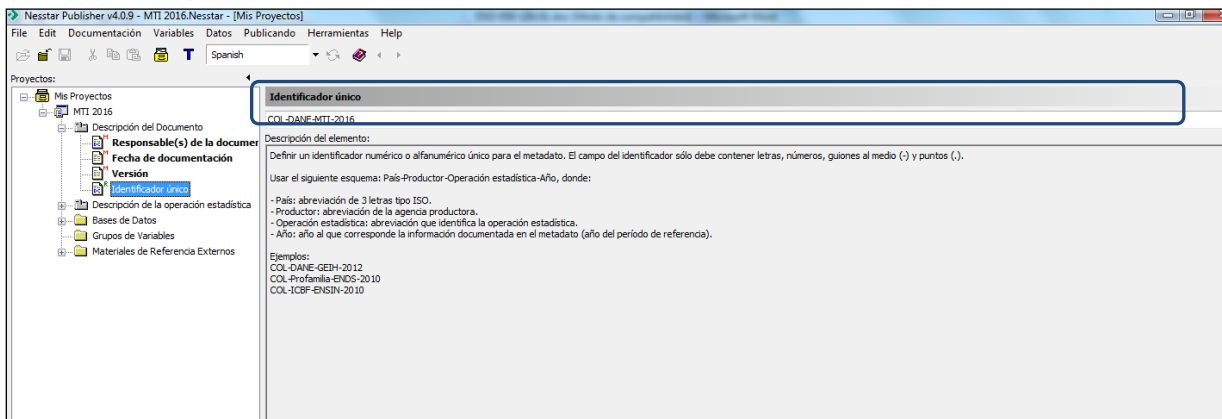 Nesstar Publisher v4.0.9 - MTI 2016.Nesstar - [Mis Proyectos]
File Edit Documentación Variables Datos Publicando Herramientas Help
Spanish
Proyectos:
Mis Proyectos
MTI 2016
Descripción del Documento
Responsable(s) de la documer
Fecha de documentación
Versión
Identificador único
Descripción de la operación estadística
Bases de Datos
Grupos de Variables
Materiales de Referencia Externos
Identificador único
COL-DANE-MTI-2016
Descripción del elemento:
Definir un identificador numérico o alfanumérico único para el metadato. El campo del identificador sólo debe contener letras, números, guiones al medio (-) y puntos (.).
Usar el siguiente esquema: País-Productor-Operación estadística-Año, donde:
- País: abreviación de 3 letras tipo ISO.
- Productor: abreviación de la agencia productora.
- Operación estadística: abreviación que identifica la operación estadística.
- Año: año al que corresponde la información documentada en el metadato (año del período de referencia).
Ejemplos:
COL-DANE-GEIH-2012
COL-Profamilia-ENDS-2010
COL-ICBF-ENSIN-2010